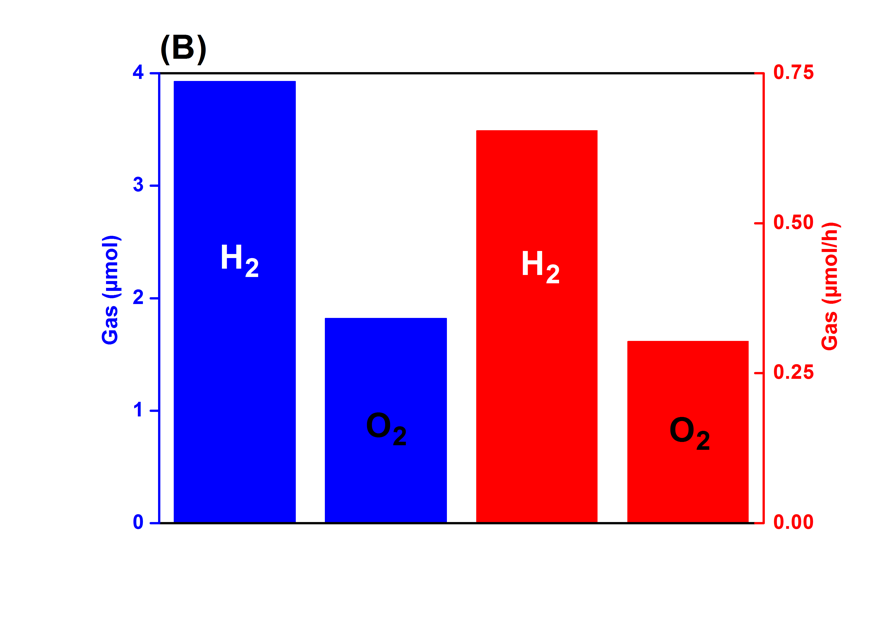 (B)
4
3
2
1
0
Gas (μmol)
H2
O2
H2
O2
0.75
0.50
0.25
0.00
Gas (μmol/h)